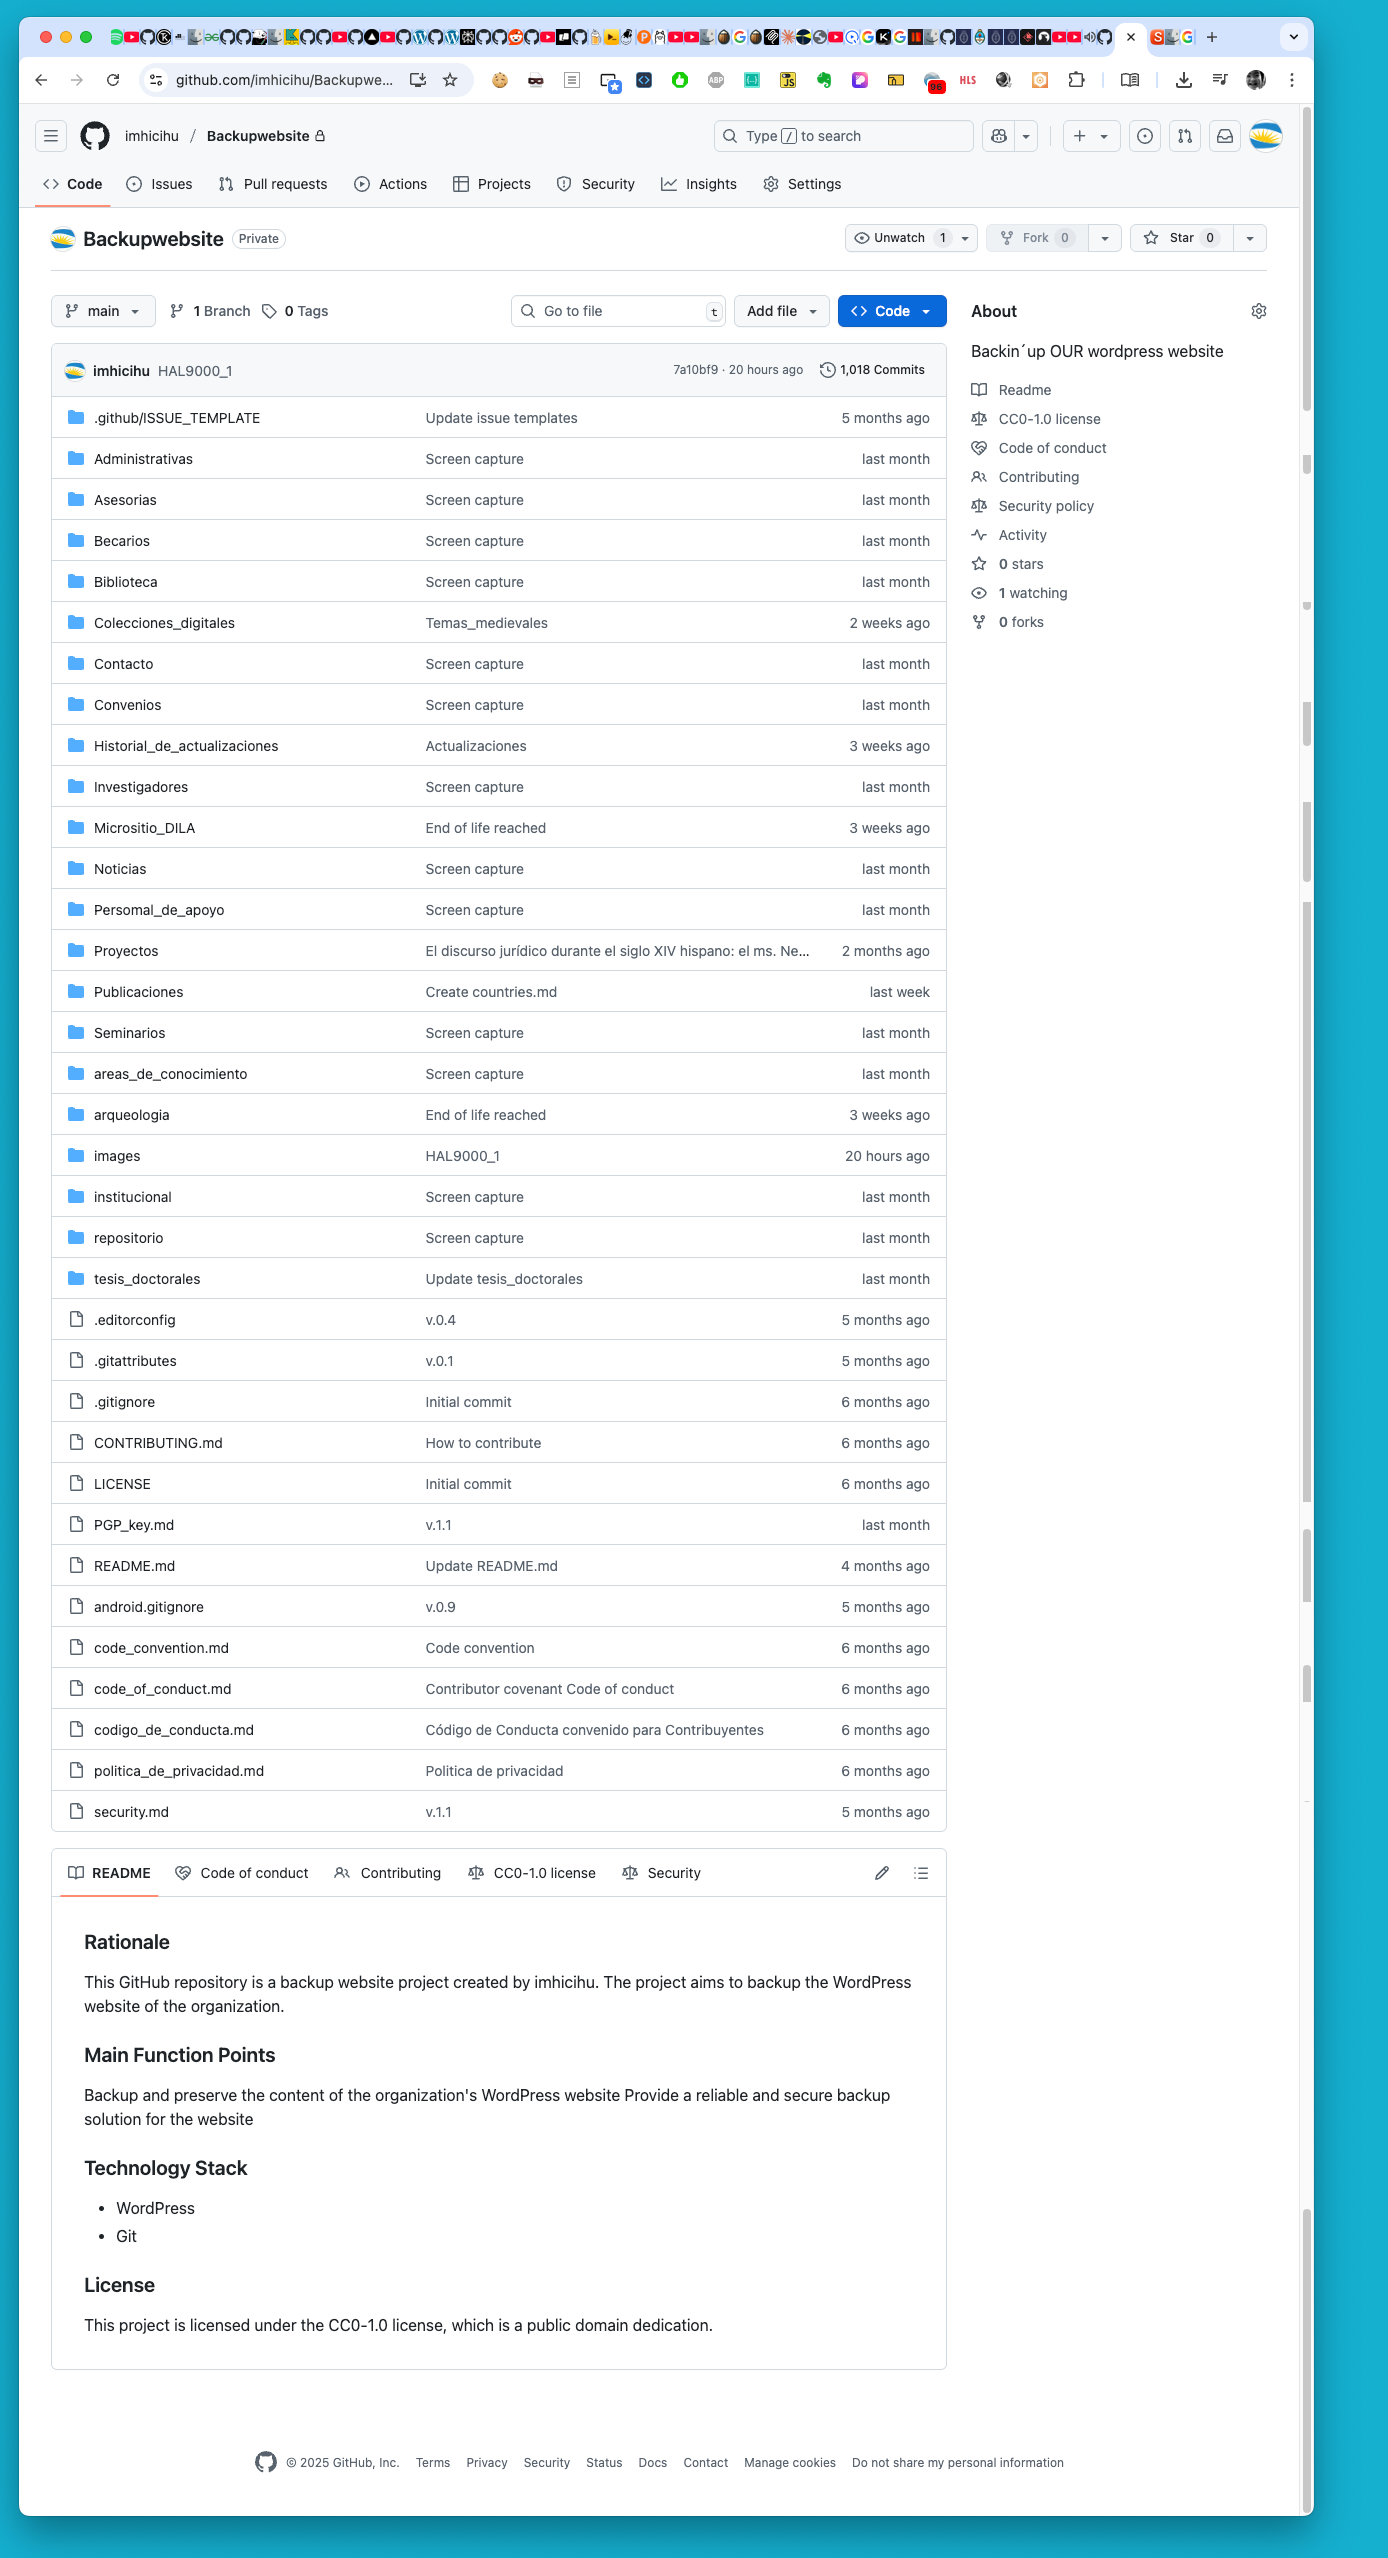 github.com/imhicihu/Backupwe...
ABP
JS
96
HLS
imhicihu / Backupwebsite
Type / to search
Code Issues Pull requests Actions Projects Security Insights Settings
Backupwebsite Private
Unwatch 1 Fork 0 Star 0
main 1 Branch 0 Tags
Go to file t Add file Code
imhicihu HAL9000_1 7a10bf9 · 20 hours ago 1,018 Commits
.github/ISSUE_TEMPLATE Update issue templates 5 months ago
Administrativas Screen capture last month
Asesorias Screen capture last month
Becarios Screen capture last month
Biblioteca Screen capture last month
Colecciones_digitales Temas_medievales 2 weeks ago
Contacto Screen capture last month
Convenios Screen capture last month
Historial_de_actualizaciones Actualizaciones 3 weeks ago
Investigadores Screen capture last month
Micrositio_DILA End of life reached 3 weeks ago
Noticias Screen capture last month
Persomal_de_apoyo Screen capture last month
Proyectos El discurso jurídico durante el siglo XIV hispano: el ms. Ne... 2 months ago
Publicaciones Create countries.md last week
Seminarios Screen capture last month
areas_de_conocimiento Screen capture last month
arqueologia End of life reached 3 weeks ago
images HAL9000_1 20 hours ago
institucional Screen capture last month
repositorio Screen capture last month
tesis_doctorales Update tesis_doctorales last month
.editorconfig v.0.4 5 months ago
.gitattributes v.0.1 5 months ago
.gitignore Initial commit 6 months ago
CONTRIBUTING.md How to contribute 6 months ago
LICENSE Initial commit 6 months ago
PGP_key.md v.1.1 last month
README.md Update README.md 4 months ago
android.gitignore v.0.9 5 months ago
code_convention.md Code convention 6 months ago
code_of_conduct.md Contributor covenant Code of conduct 6 months ago
codigo_de_conducta.md Código de Conducta convenido para Contribuyentes 6 months ago
politica_de_privacidad.md Politica de privacidad 6 months ago
security.md v.1.1 5 months ago
About
Backin´up OUR wordpress website
Readme
CC0-1.0 license
Code of conduct
Contributing
Security policy
Activity
0 stars
1 watching
0 forks
README Code of conduct Contributing CC0-1.0 license Security
Rationale
This GitHub repository is a backup website project created by imhicihu. The project aims to backup the WordPress
website of the organization.
Main Function Points
Backup and preserve the content of the organization's WordPress website Provide a reliable and secure backup
solution for the website
Technology Stack
• WordPress
• Git
License
This project is licensed under the CC0-1.0 license, which is a public domain dedication.
© 2025 GitHub, Inc. Terms Privacy Security Status Docs Contact Manage cookies Do not share my personal information